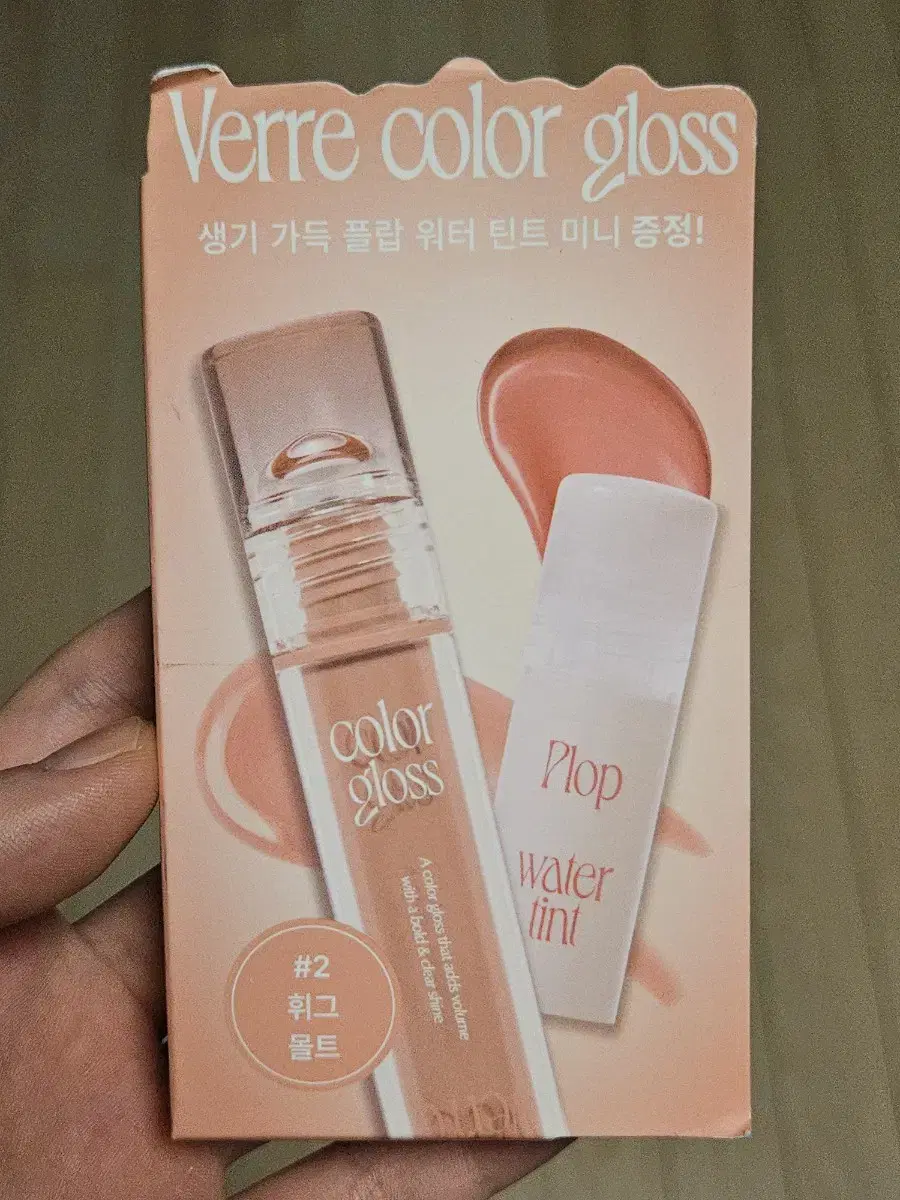 Verre color gloss
생기 가득 플랍 워터 틴트 미니 증정!
color
gloss
A color gloss that adds volume
with a bold & clear shine
Plop
water
tint
#2
휘그
몰트